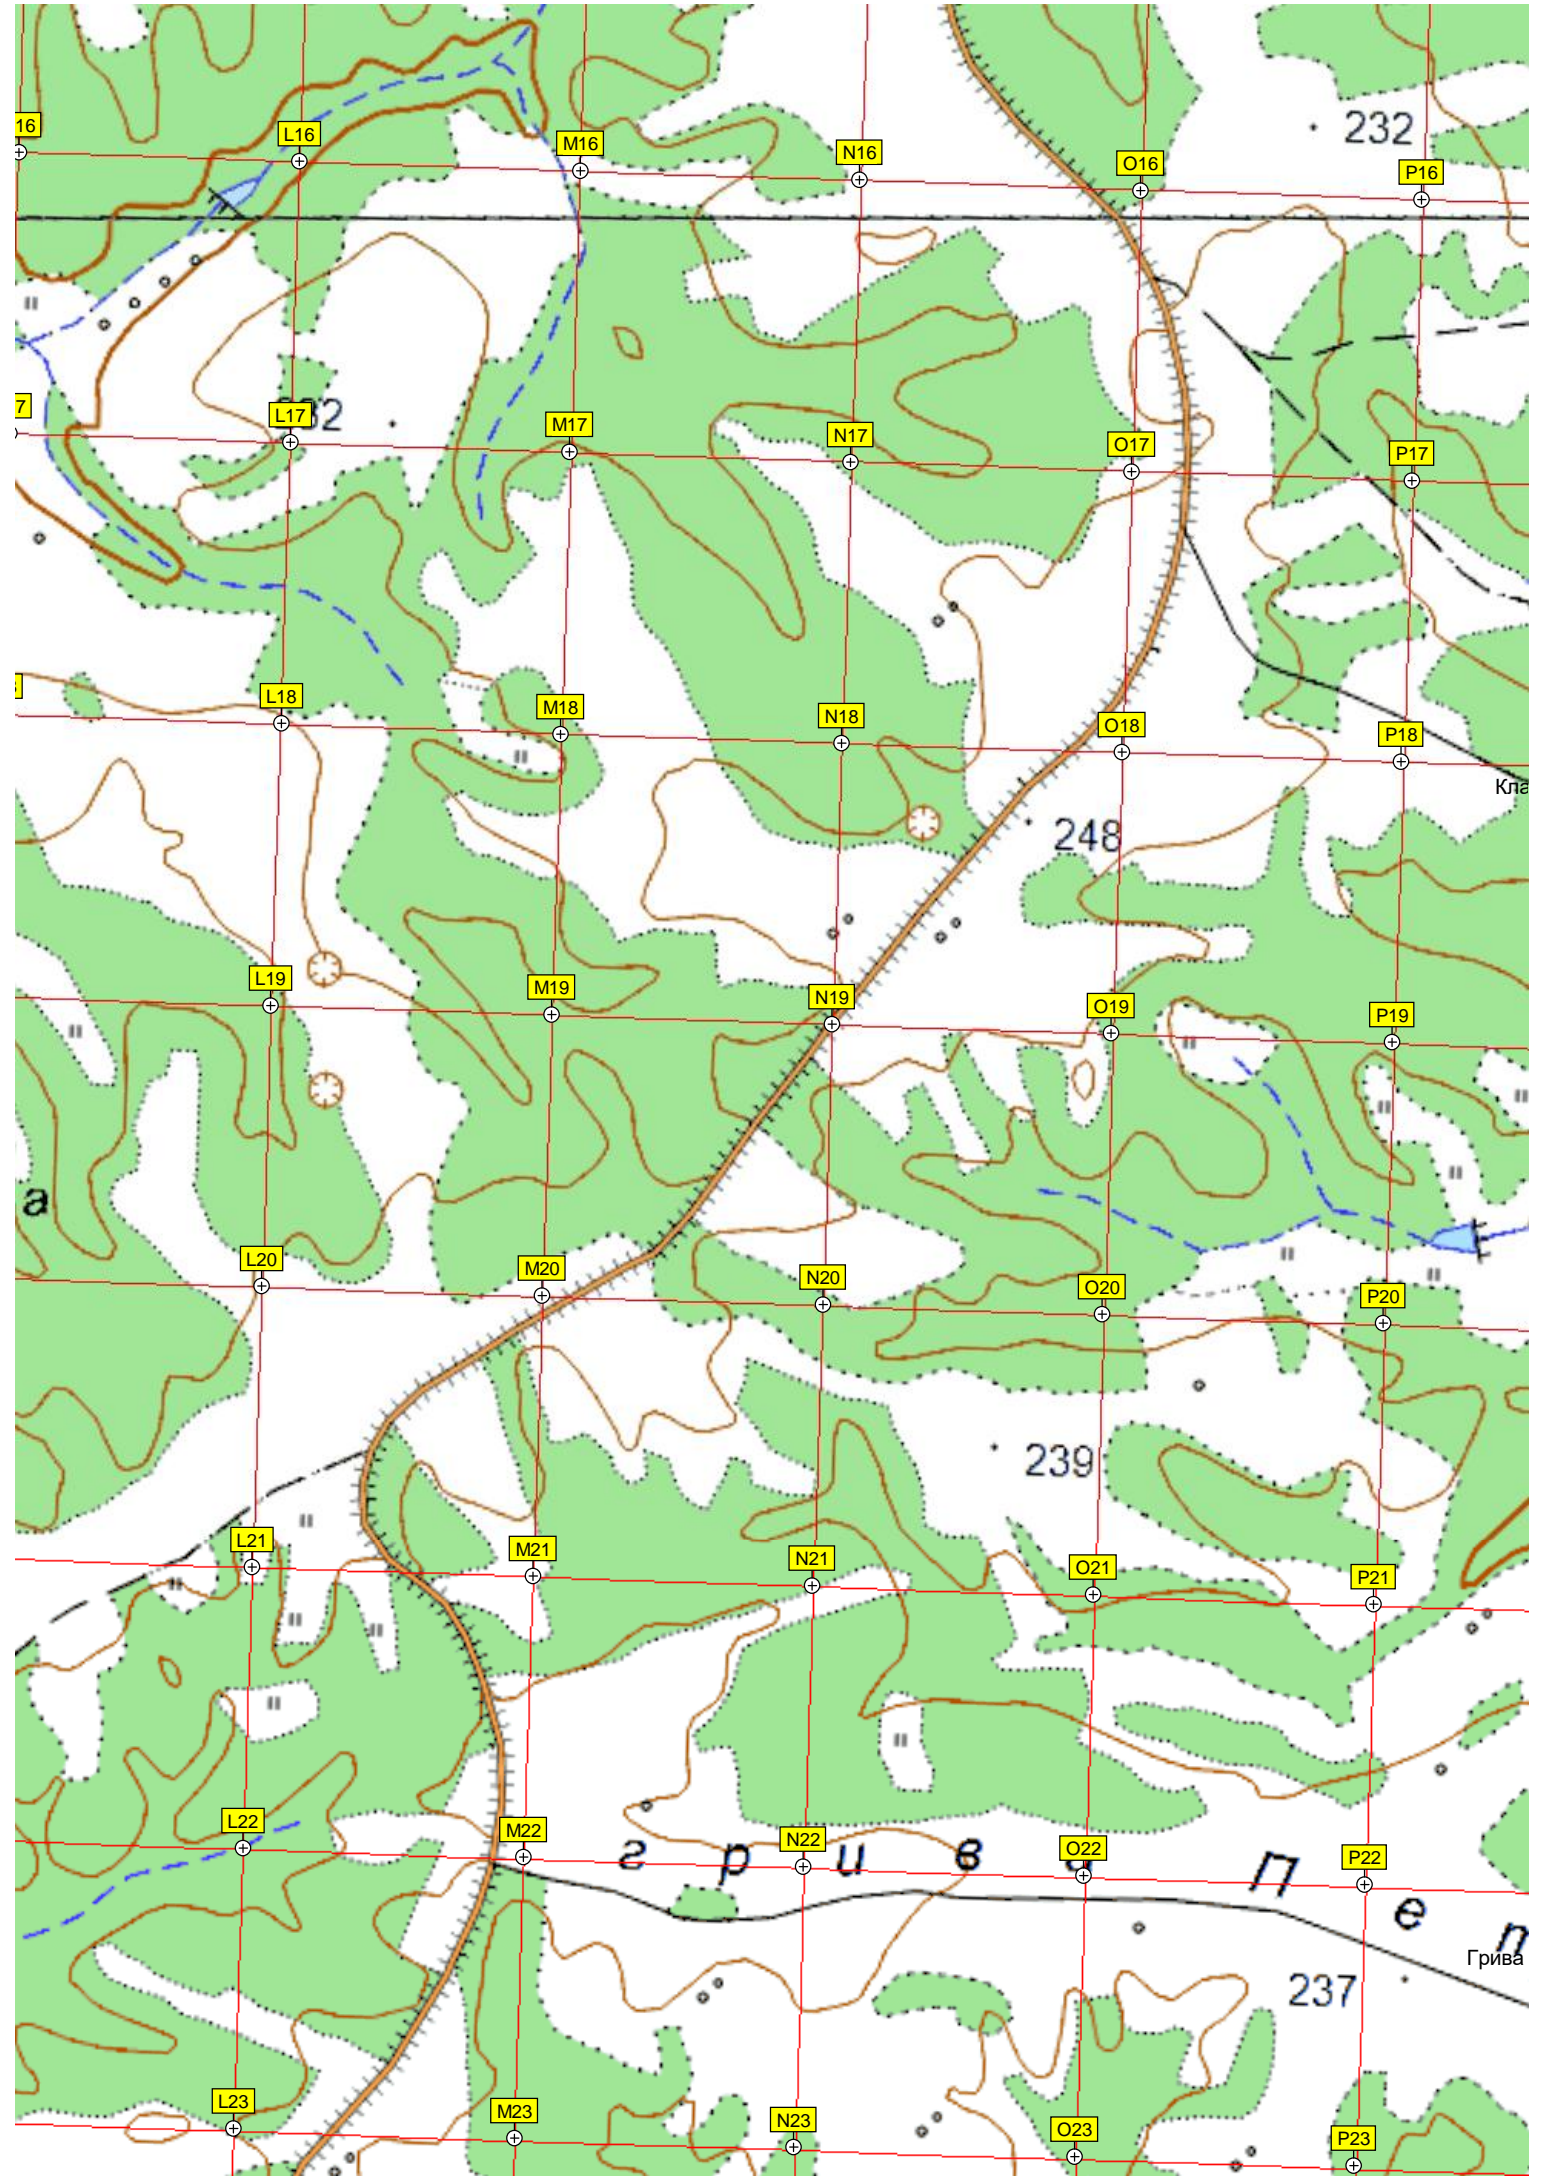 16 L16 M16 N16 O16 P16
232
7 L17 M17 N17 O17 P17
L18 M18 N18 O18 P18
Кла
248
L19 M19 N19 O19 P19
а
L20 M20 N20 O20 P20
239
L21 M21 N21 O21 P21
L22 M22 N22 O22 P22
г р и в а П е п
Грива
237
L23 M23 N23 O23 P23